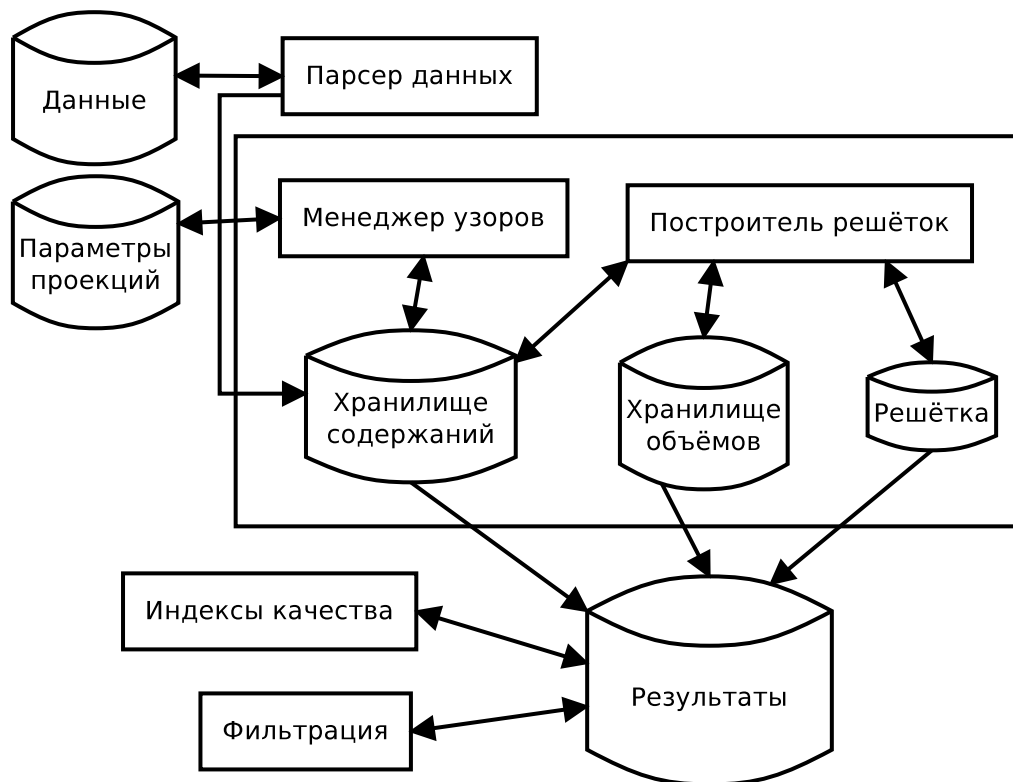 Данные
Парсер данных
Параметры
проекций
Менеджер узоров
Построитель решёток
Хранилище
содержаний
Хранилище
объёмов
Решётка
Индексы качества
Результаты
Фильтрация